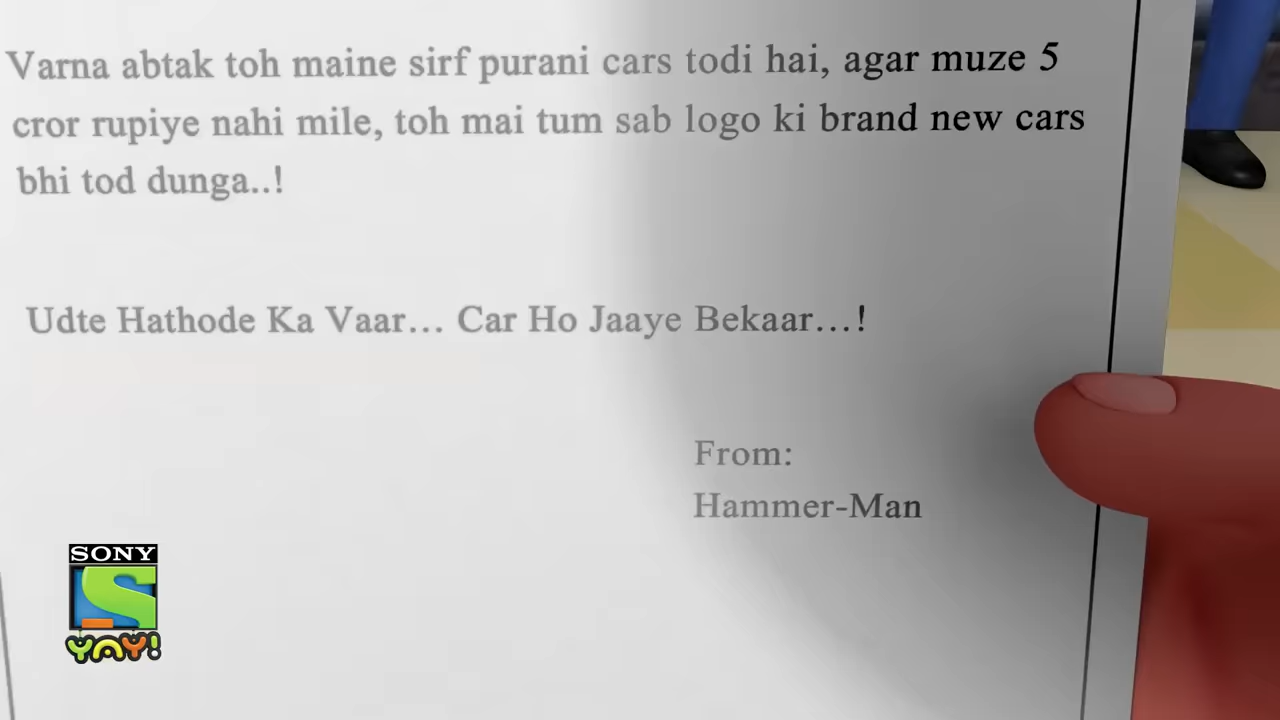 Varna abtak toh maine sirf purani cars todi hai, agar muze 5
cror rupiye nahi mile, toh mai tum sab logo ki brand new cars
bhi tod dunga..!
Udte Hathode Ka Vaar... Car Ho Jaaye Bekaar...!
From:
Hammer-Man
SONY
S
YAY!